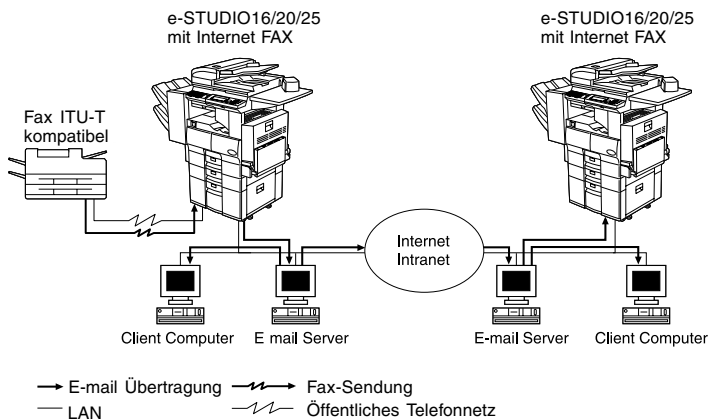 e-STUDIO16/20/25
mit Internet FAX
e-STUDIO16/20/25
mit Internet FAX
Fax ITU-T
kompatibel
Internet
Intranet
Client Computer
E mail Server
E-mail Server
Client Computer
E-mail Übertragung
Fax-Sendung
LAN
Öffentliches Telefonnetz